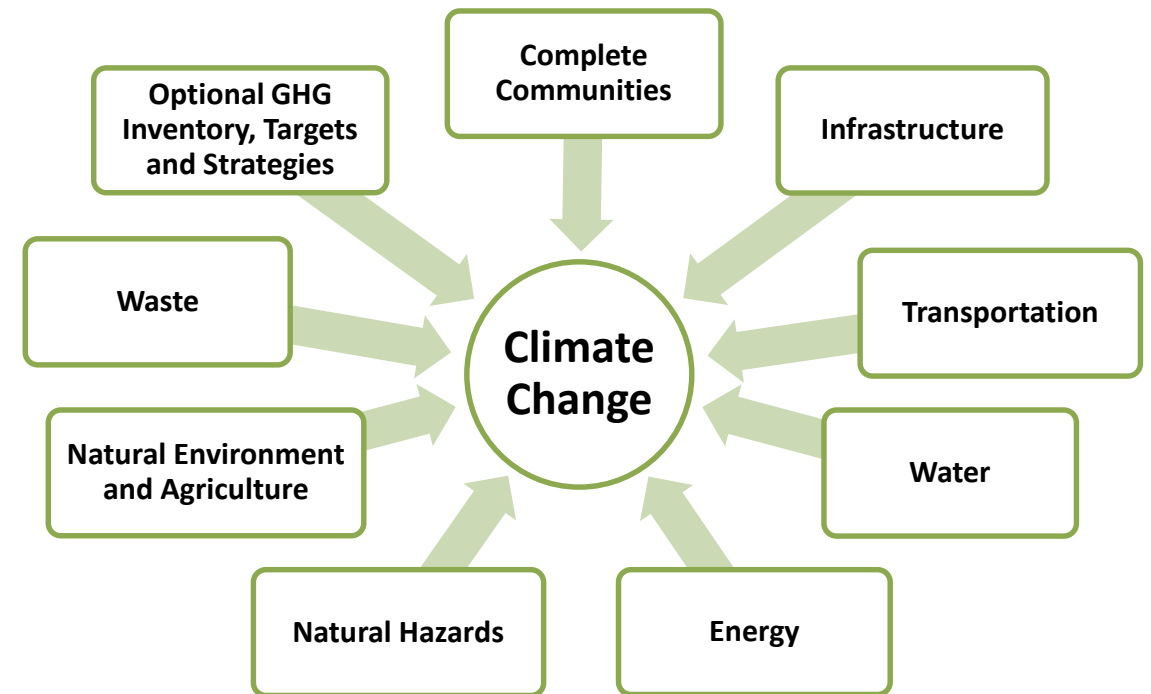 Complete
Communities
Optional GHG
Inventory, Targets
and Strategies
Infrastructure
Waste
Transportation
Climate
Change
Natural Environment
and Agriculture
Water
Natural Hazards
Energy